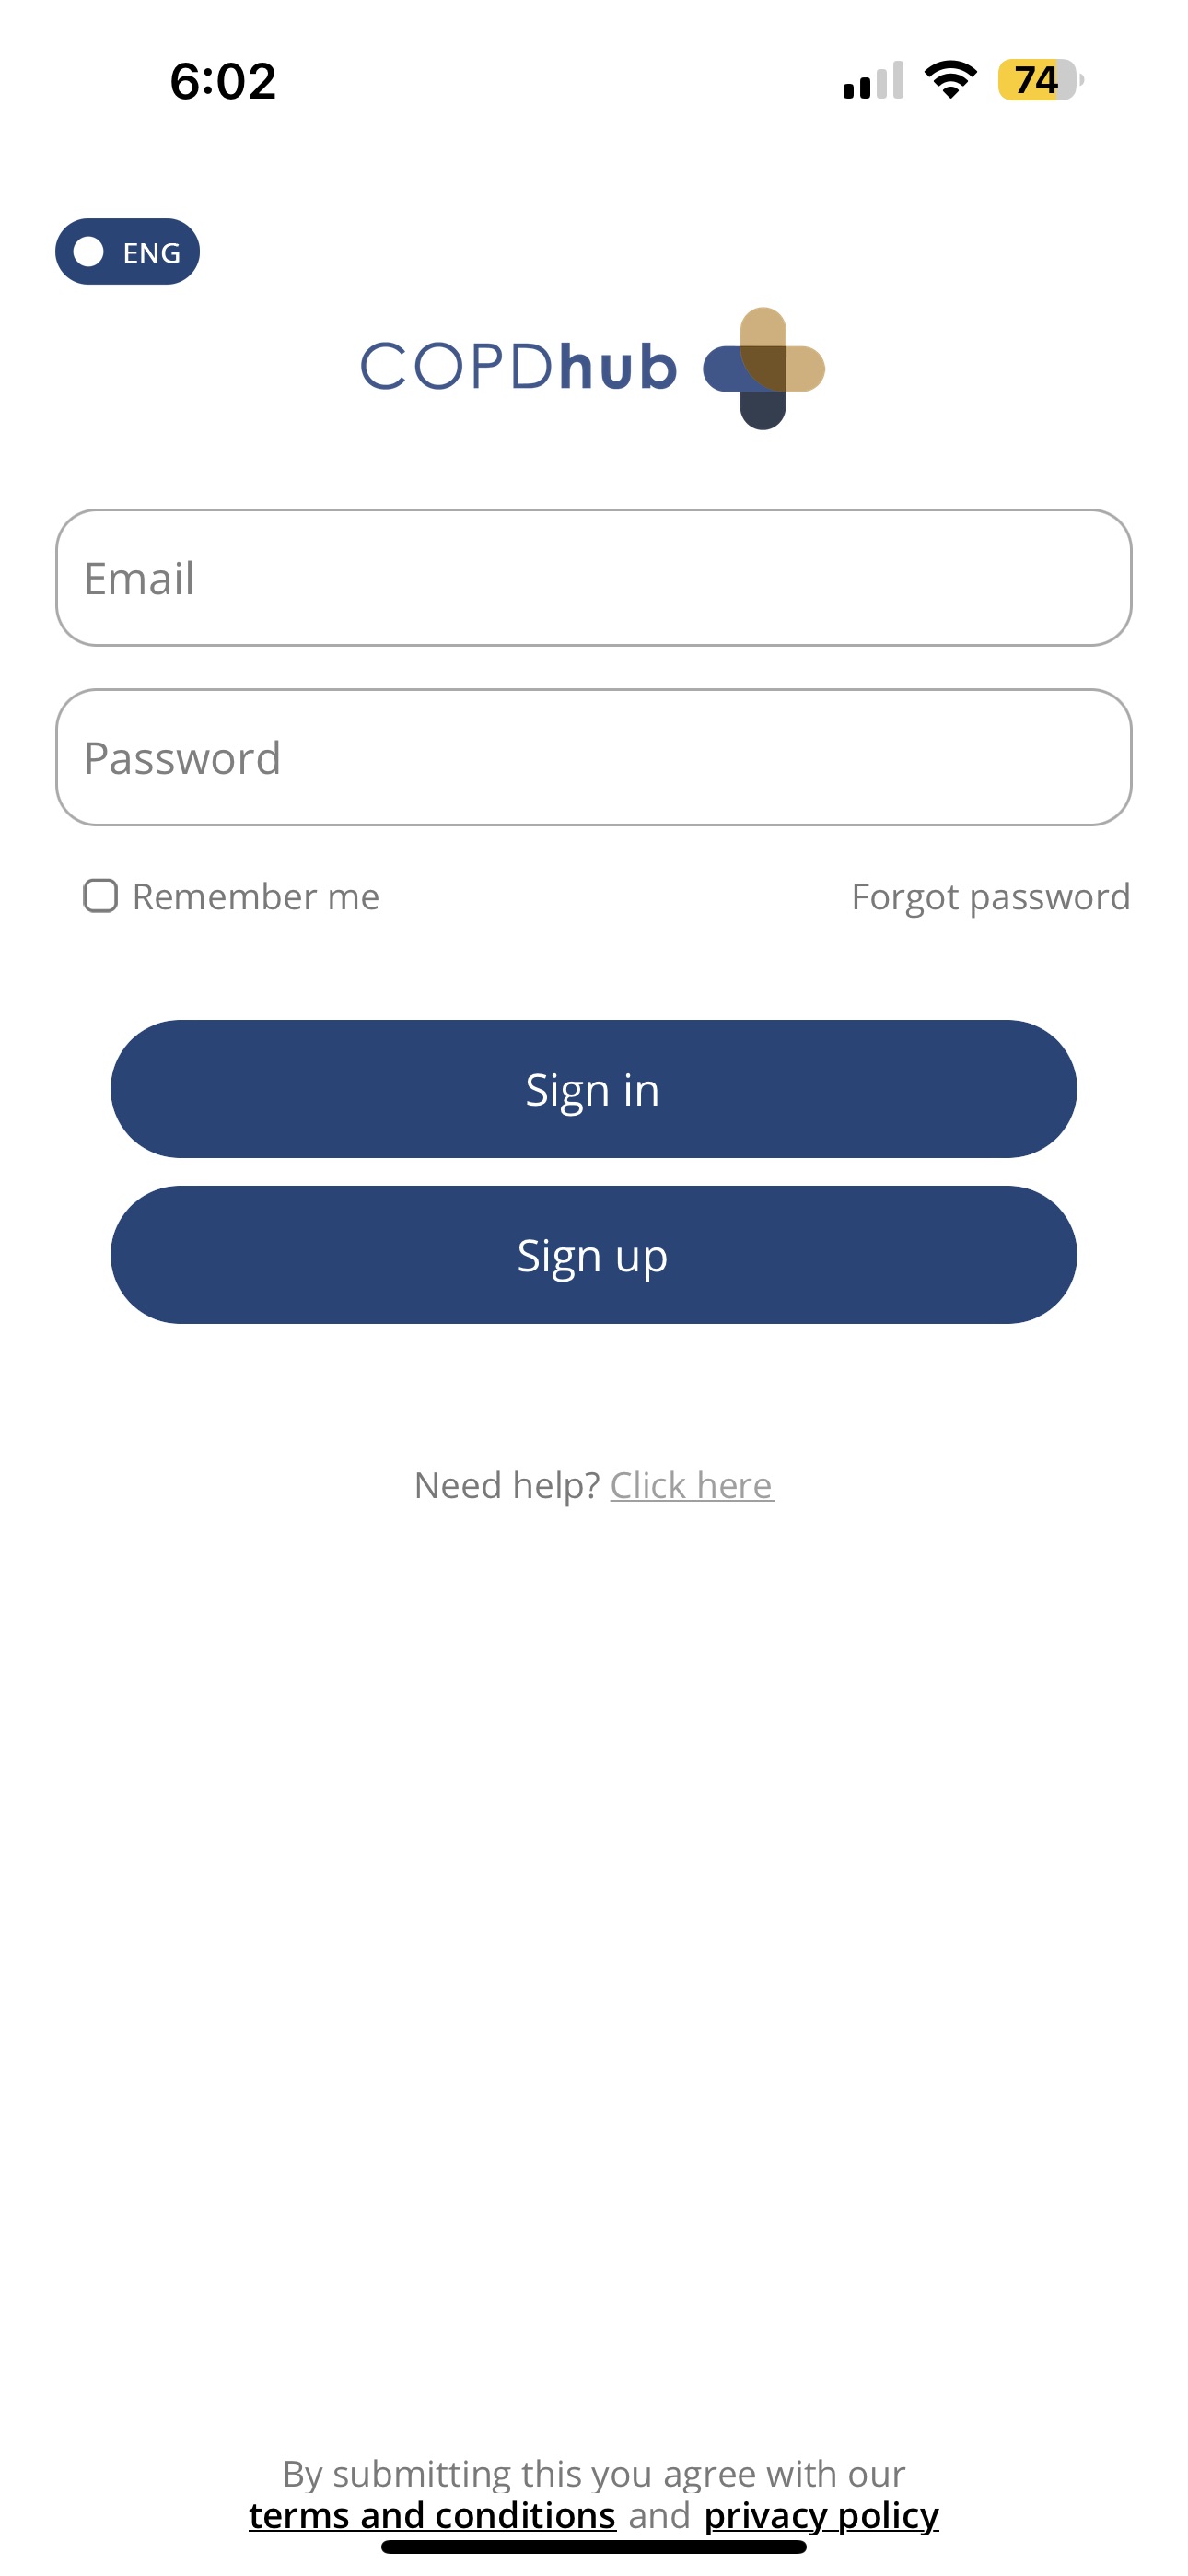 6:02
74
ENG
COPDhub
Email
Password
Remember me
Forgot password
Sign in
Sign up
Need help? Click here
By submitting this you agree with our
terms and conditions and privacy policy